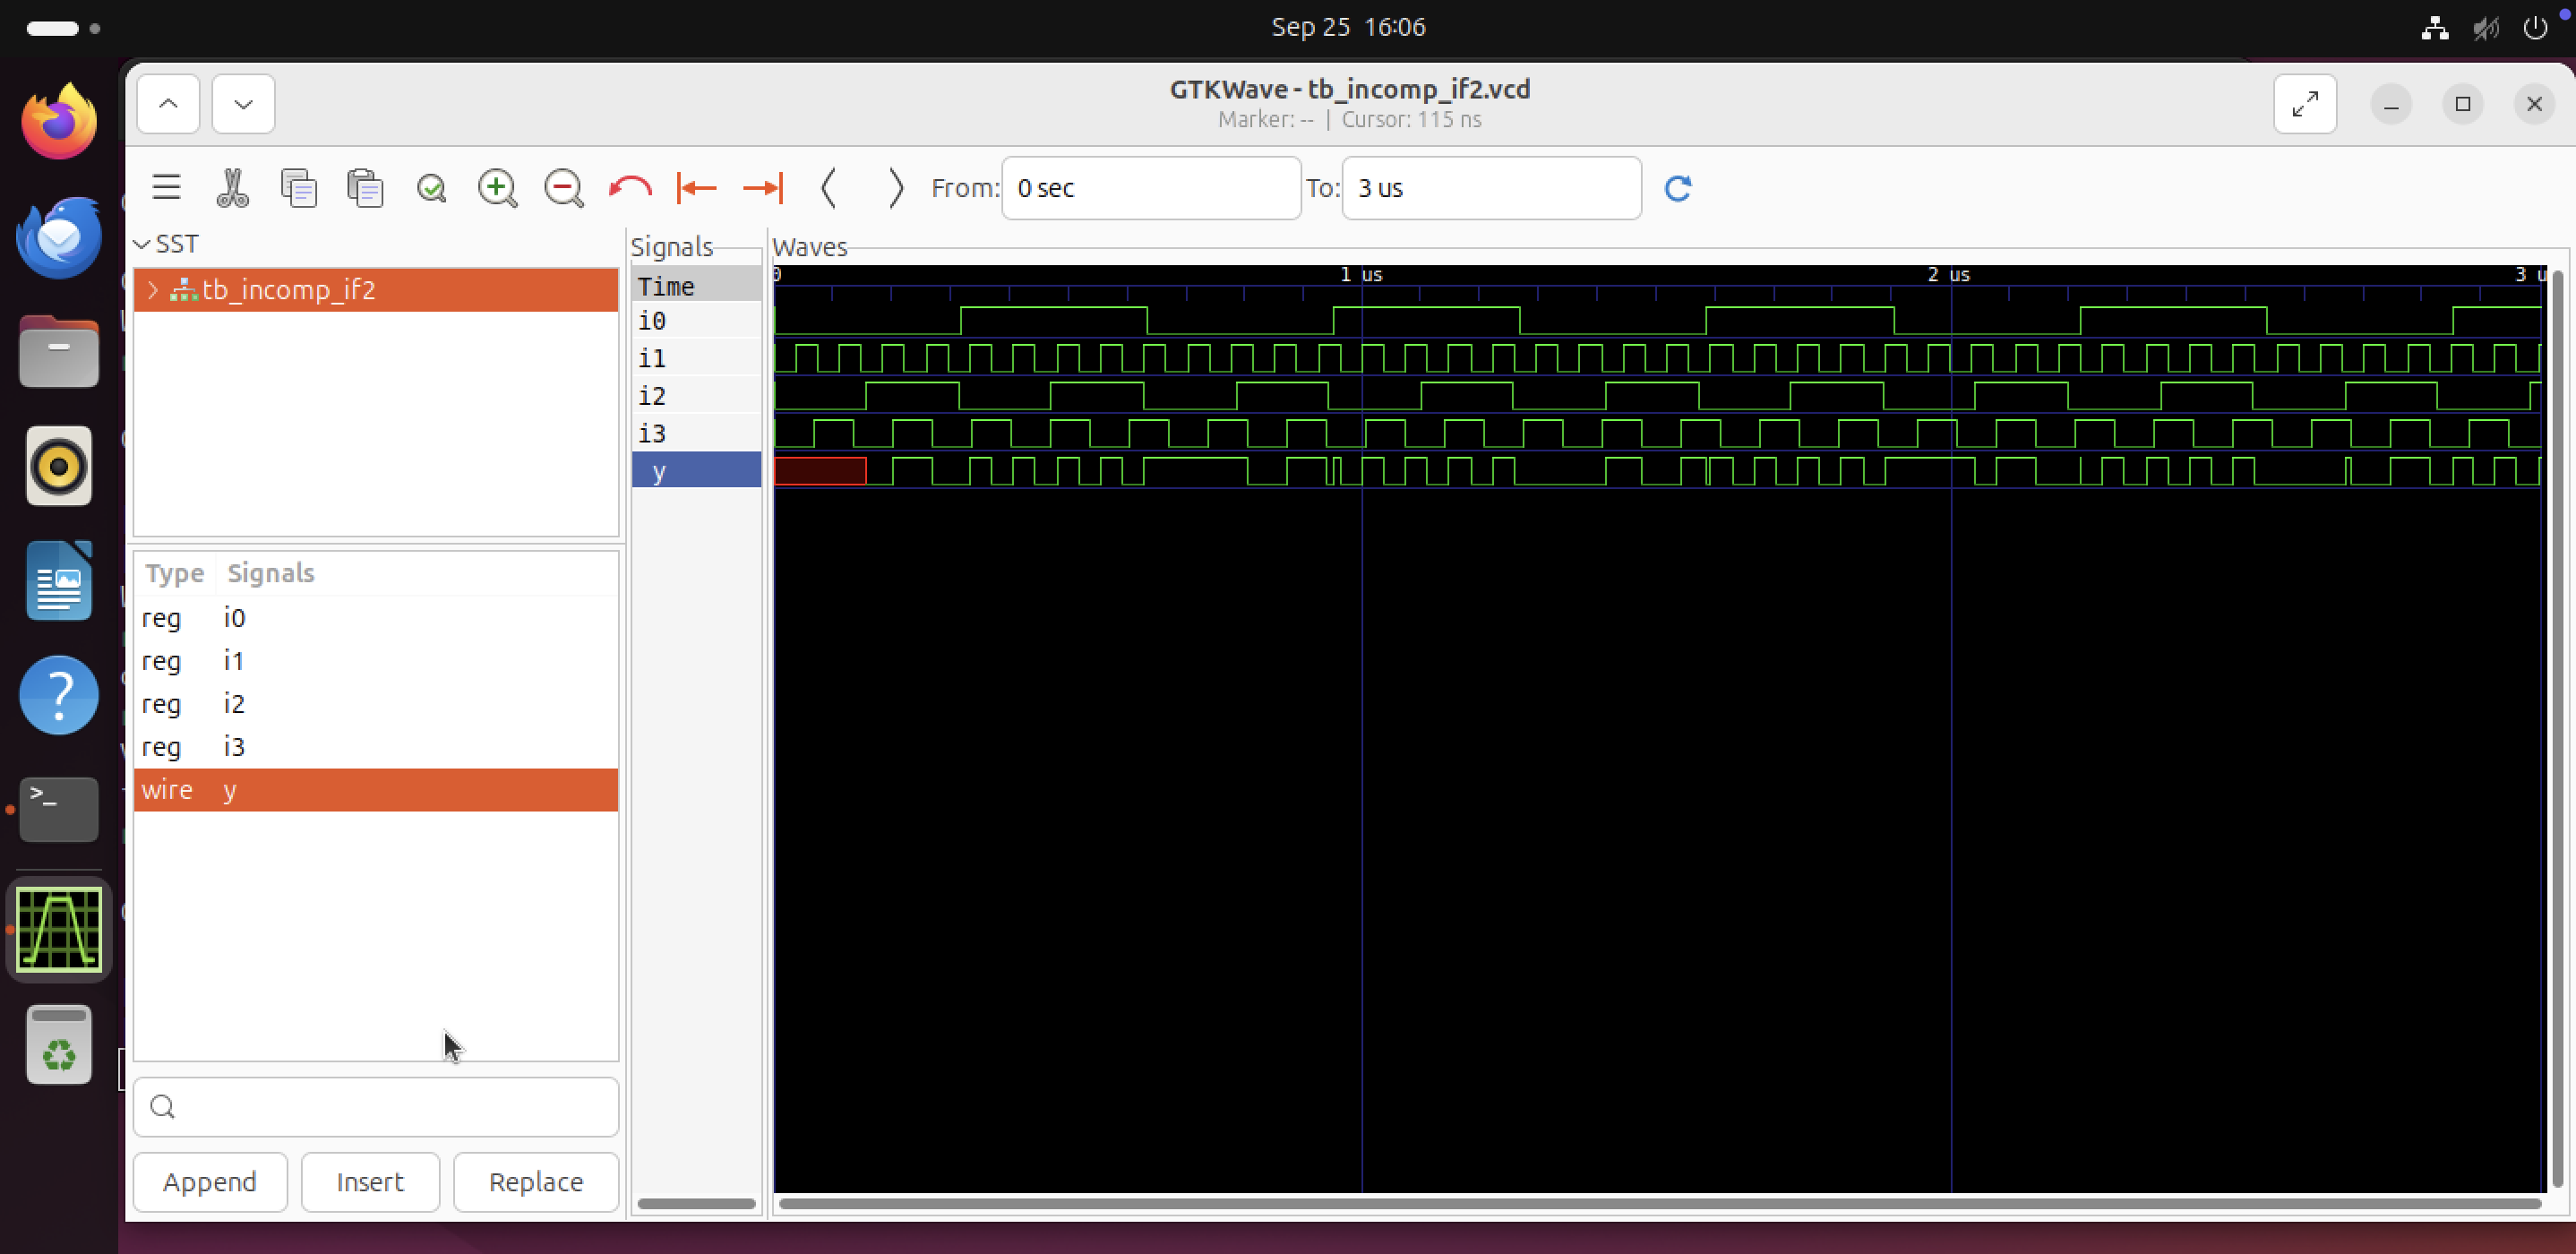 Sep 25 16:06
GTKWave - tb_incomp_if2.vcd
Marker: -- | Cursor: 115 ns
From: 0 sec To: 3 us
SST
tb_incomp_if2
Type Signals
reg i0
reg i1
reg i2
reg i3
wire y
Append Insert Replace
Signals
Time
i0
i1
i2
i3
y
Waves
0 1 us 2 us 3 u